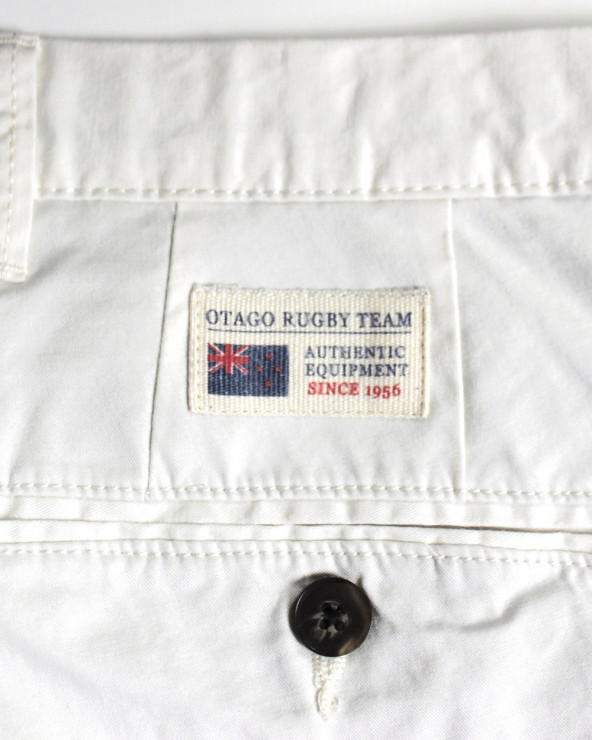 OTAGO RUGBY TEAM
AUTHENTIC
EQUIPMENT
SINCE 1956